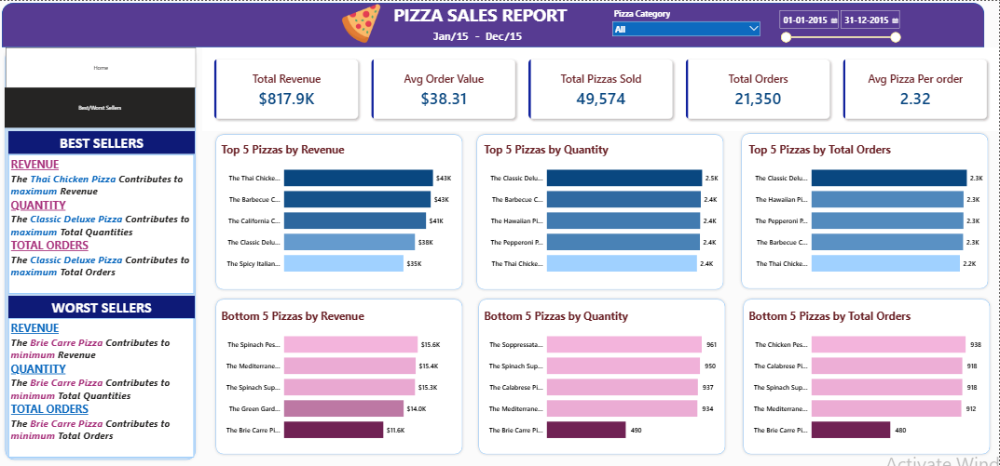 PIZZA SALES REPORT
Jan/15 - Dec/15
Pizza Category
All
01-01-2015
31-12-2015
Home
Best/Worst Sellers
Total Revenue
$817.9K
Avg Order Value
$38.31
Total Pizzas Sold
49,574
Total Orders
21,350
Avg Pizza Per order
2.32
BEST SELLERS
REVENUE
The Thai Chicken Pizza Contributes to
maximum Revenue
QUANTITY
The Classic Deluxe Pizza Contributes to
maximum Total Quantities
TOTAL ORDERS
The Classic Deluxe Pizza Contributes to
maximum Total Orders
WORST SELLERS
REVENUE
The Brie Carre Pizza Contributes to
minimum Revenue
QUANTITY
The Brie Carre Pizza Contributes to
minimum Total Quantities
TOTAL ORDERS
The Brie Carre Pizza Contributes to
minimum Total Orders
Top 5 Pizzas by Revenue
The Thai Chicke... $43K
The Barbecue C... $43K
The California C... $41K
The Classic Delu... $38K
The Spicy Italian... $35K
Top 5 Pizzas by Quantity
The Classic Delu... 2.5K
The Barbecue C... 2.4K
The Hawaiian Pi... 2.4K
The Pepperoni P... 2.4K
The Thai Chicke... 2.4K
Top 5 Pizzas by Total Orders
The Classic Delu... 2.3K
The Hawaiian Pi... 2.3K
The Pepperoni P... 2.3K
The Barbecue C... 2.3K
The Thai Chicke... 2.2K
Bottom 5 Pizzas by Revenue
The Spinach Pes... $15.6K
The Mediterrane... $15.4K
The Spinach Sup... $15.3K
The Green Gard... $14.0K
The Brie Carre Pi... $11.6K
Bottom 5 Pizzas by Quantity
The Soppressata... 961
The Spinach Sup... 950
The Calabrese Pi... 937
The Mediterrane... 934
The Brie Carre Pi... 490
Bottom 5 Pizzas by Total Orders
The Chicken Pes... 938
The Calabrese Pi... 918
The Spinach Sup... 918
The Mediterrane... 912
The Brie Carre Pi... 480
Activate Wind